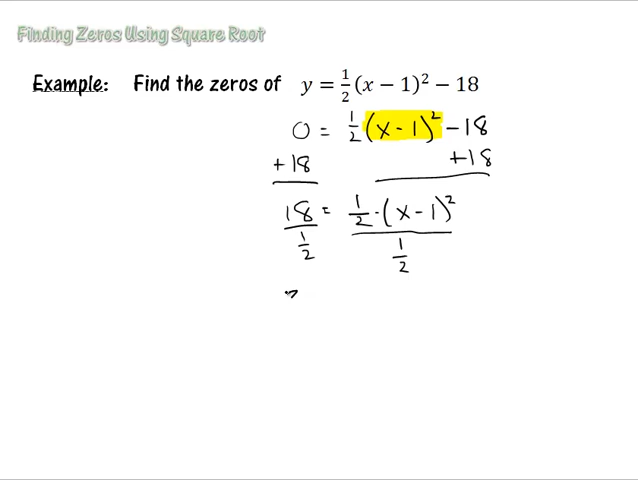 Finding Zeros Using Square Root
Example: Find the zeros of y = 1/2 (x − 1)² − 18
0 = 1/2 (x - 1)² - 18
+ 18 + 18
18 = 1/2 · (x - 1)²
1/2 1/2